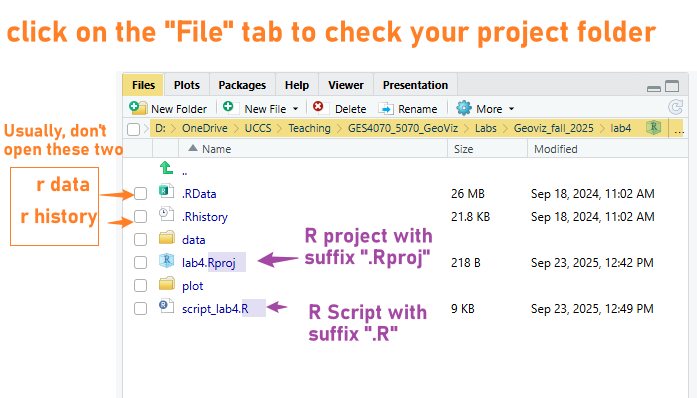 click on the "File" tab to check your project folder
Files Plots Packages Help Viewer Presentation
New Folder New File Delete Rename More
D: OneDrive UCCS Teaching GES4070_5070_GeoViz Labs Geoviz_fall_2025 lab4 R ...
Usually, don't
open these two
Name Size Modified
..
r data
.RData 26 MB Sep 18, 2024, 11:02 AM
r history
.Rhistory 21.8 KB Sep 18, 2024, 11:02 AM
data
R project with
suffix ".Rproj"
lab4.Rproj 218 B Sep 23, 2025, 12:42 PM
plot
script_lab4.R 9 KB Sep 23, 2025, 12:49 PM
R Script with
suffix ".R"